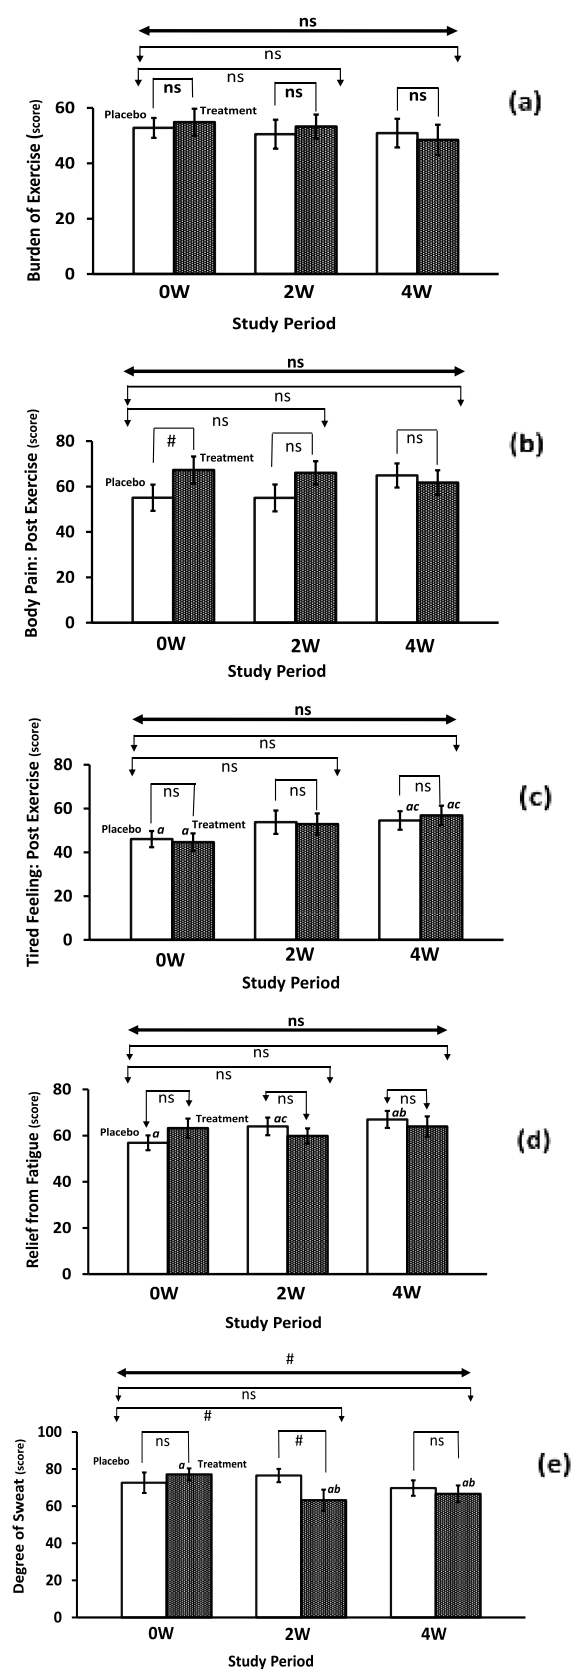 ns
ns
ns
ns
ns
ns
(a)
60
40
20
0
Placebo
Treatment
Burden of Exercise (score)
0W
2W
4W
Study Period
ns
ns
ns
#
ns
ns
(b)
80
60
40
20
0
Placebo
Treatment
Body Pain: Post Exercise (score)
0W
2W
4W
Study Period
ns
ns
ns
ns
ns
ns
(c)
80
60
40
20
0
Placebo
a
a
Treatment
ac
ac
Tired Feeling: Post Exercise (score)
0W
2W
4W
Study Period
ns
ns
ns
ns
ns
ns
(d)
80
60
40
20
0
Placebo
a
Treatment
ac
ab
Relief from Fatigue (score)
0W
2W
4W
Study Period
#
ns
#
ns
#
ns
(e)
100
80
60
40
20
0
Placebo
a
Treatment
ab
ab
Degree of Sweat (score)
0W
2W
4W
Study Period